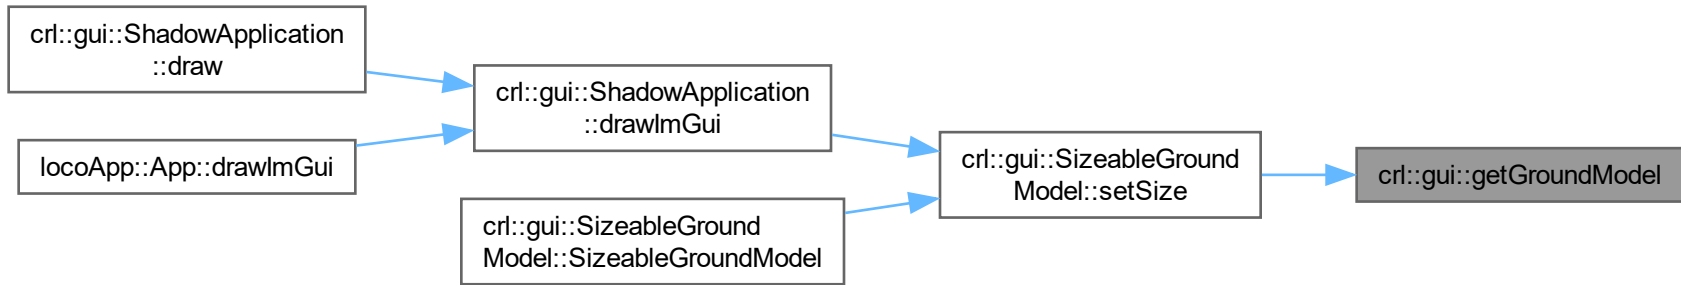 crl::gui::ShadowApplication
::draw
locoApp::App::drawImGui
crl::gui::ShadowApplication
::drawImGui
crl::gui::SizeableGround
Model::SizeableGroundModel
crl::gui::SizeableGround
Model::setSize
crl::gui::getGroundModel